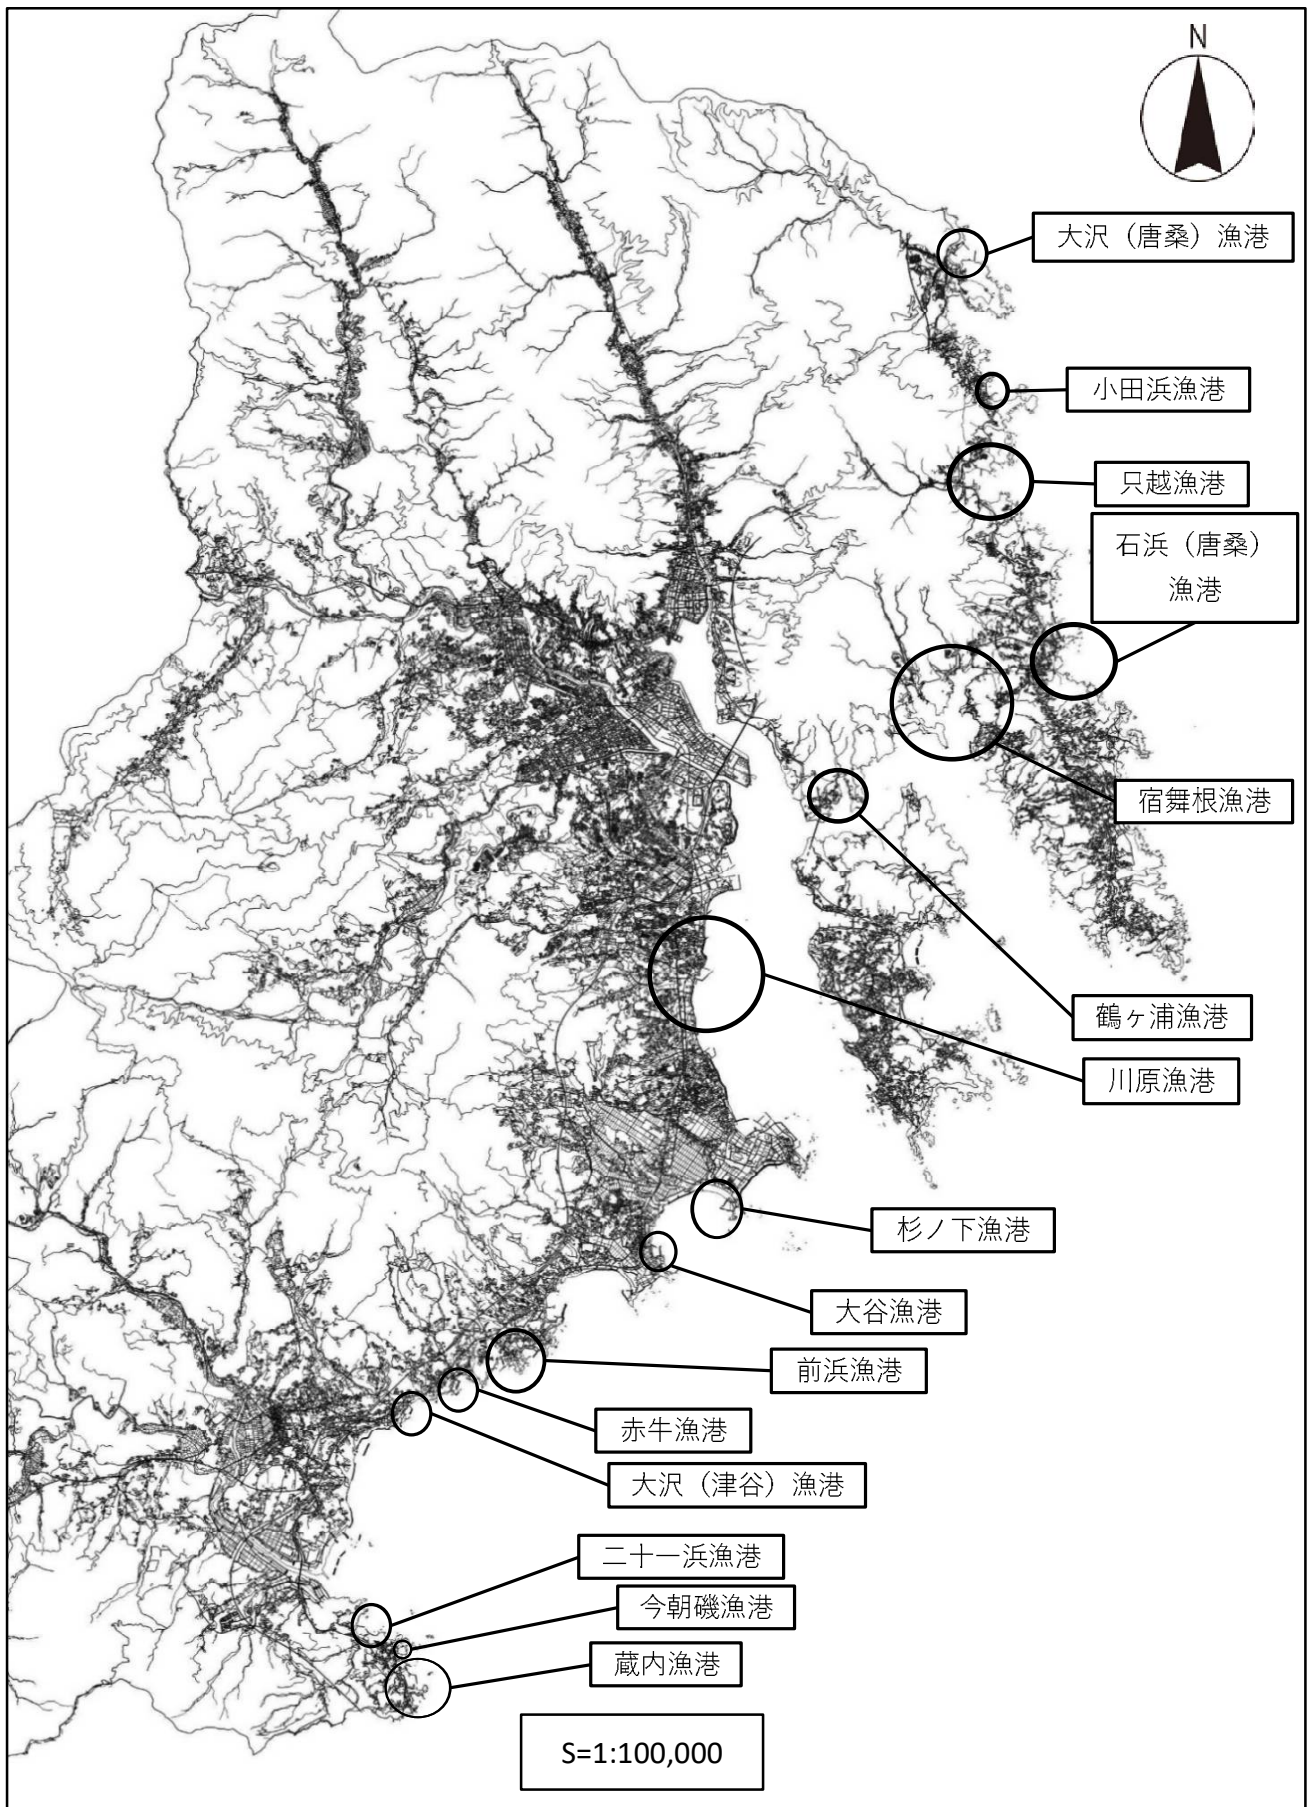 N
大沢（唐桑）漁港
小田浜漁港
只越漁港
石浜（唐桑）
漁港
宿舞根漁港
鶴ヶ浦漁港
川原漁港
杉ノ下漁港
大谷漁港
前浜漁港
赤牛漁港
大沢（津谷）漁港
二十一浜漁港
今朝磯漁港
蔵内漁港
S=1:100,000